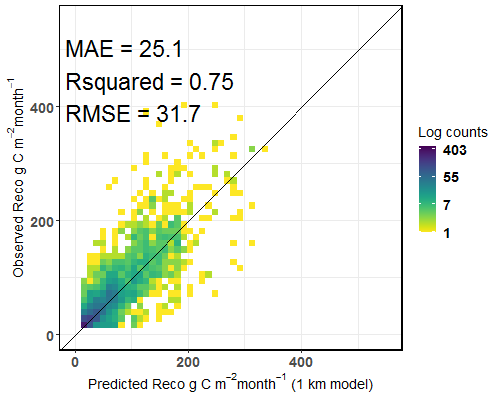 MAE = 25.1
Rsquared = 0.75
RMSE = 31.7
Observed Reco g C m⁻²month⁻¹
400
200
0
0 200 400
Predicted Reco g C m⁻²month⁻¹ (1 km model)
Log counts
403
55
7
1